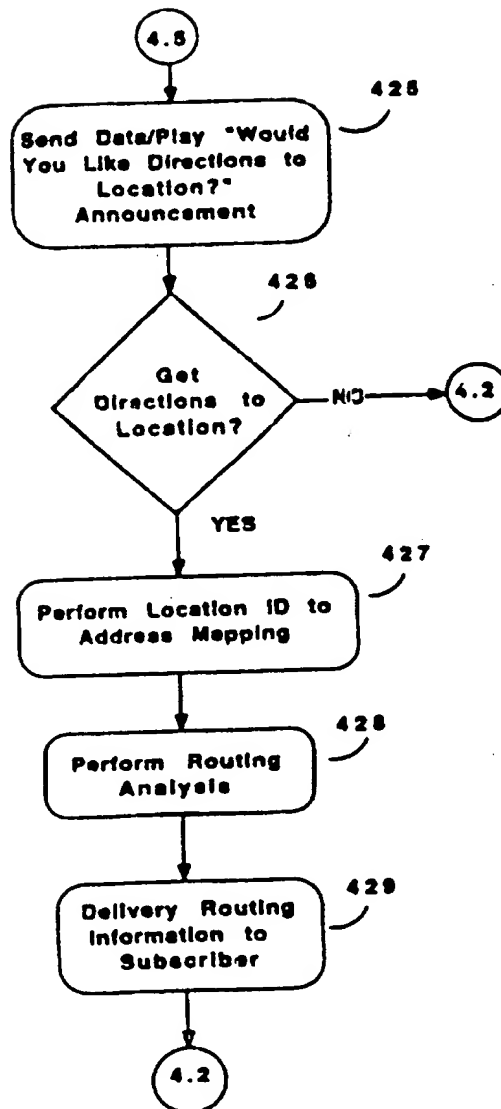 4.5
425
Send Data/Play "Would
You Like Directions to
Location?"
Announcement
426
Get
Directions to
Location?
NO
4.2
YES
427
Perform Location ID to
Address Mapping
428
Perform Routing
Analysis
429
Delivery Routing
Information to
Subscriber
4.2